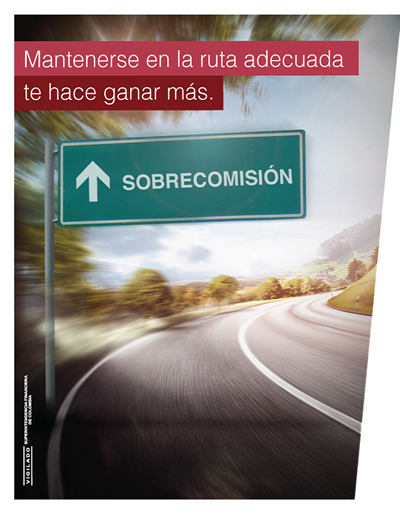 Mantenerse en la ruta adecuada
te hace ganar más.
SOBRECOMISIÓN
VIGILADO
SUPERINTENDENCIA FINANCIERA
DE COLOMBIA